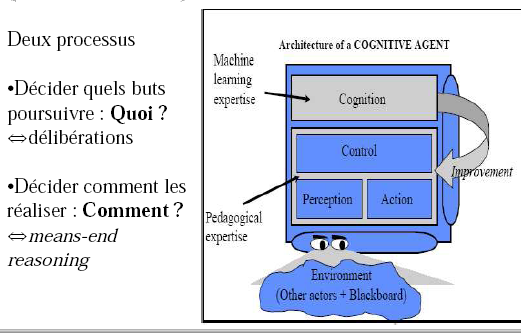 Deux processus
•Décider quels buts
poursuivre : Quoi ?
⇔délibérations
•Décider comment les
réaliser : Comment ?
⇔means-end
reasoning
Architecture of a COGNITIVE AGENT
Machine
learning
expertise
Cognition
Control
Improvement
Perception
Action
Pedagogical
expertise
Environment
(Other actors + Blackboard)